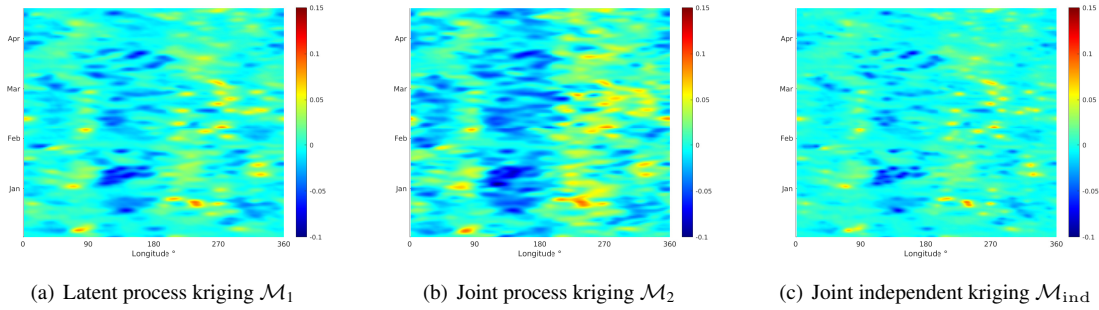 Apr
Mar
Feb
Jan
0 90 180 270 360
Longitude °
0.15
0.1
0.05
0
-0.05
-0.1
(a) Latent process kriging M₁
Apr
Mar
Feb
Jan
0 90 180 270 360
Longitude °
0.15
0.1
0.05
0
-0.05
-0.1
(b) Joint process kriging M₂
Apr
Mar
Feb
Jan
0 90 180 270 360
Longitude °
0.15
0.1
0.05
0
-0.05
-0.1
(c) Joint independent kriging M_ind